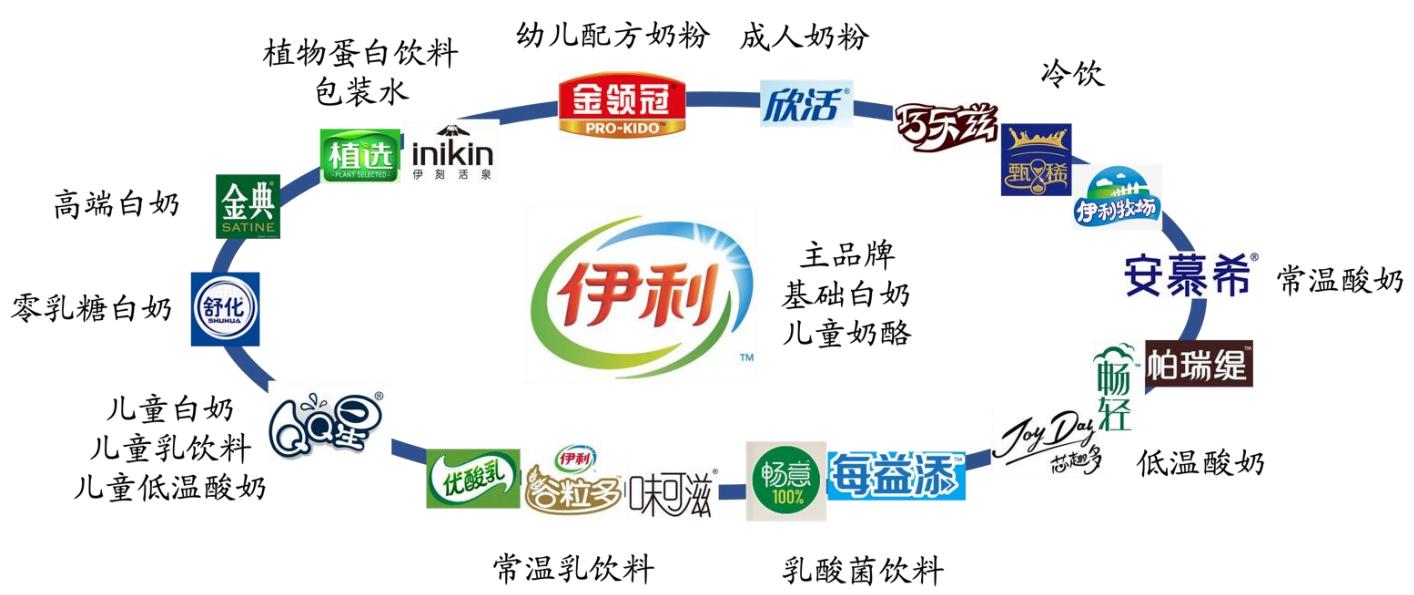 幼儿配方奶粉
成人奶粉
植物蛋白饮料
包装水
冷饮
金领冠
PRO-KIDO™
欣活®
巧乐兹
植选
-PLANT SELECTED-
inikin
伊刻活泉
甄稀
高端白奶
金典®
SATINE
伊利牧场
伊利
TM
主品牌
基础白奶
儿童奶酪
安慕希®
常温酸奶
零乳糖白奶
舒化
SHUHUA
畅轻™
帕瑞缇™
儿童白奶
儿童乳饮料
儿童低温酸奶
QQ星®
Joy Day
芯趣多
低温酸奶
优酸乳
伊利
谷粒多
味可滋®
畅意
100%
每益添™
常温乳饮料
乳酸菌饮料